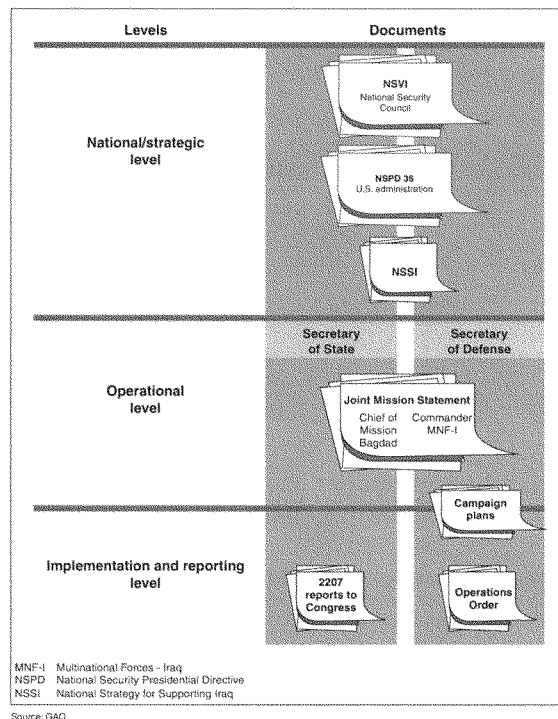 Levels
Documents
NSVI
National Security
Council
National/strategic
level
NSPD 36
U.S. administration
NSSI
Secretary
of State
Secretary
of Defense
Operational
level
Joint Mission Statement
Chief of
Mission
Bagdad
Commander
MNF-I
Campaign
plans
Implementation and reporting
level
2207
reports to
Congress
Operations
Order
MNF-I Multinational Forces - Iraq
NSPD National Security Presidential Directive
NSSI National Strategy for Supporting Iraq
Source: GAO.